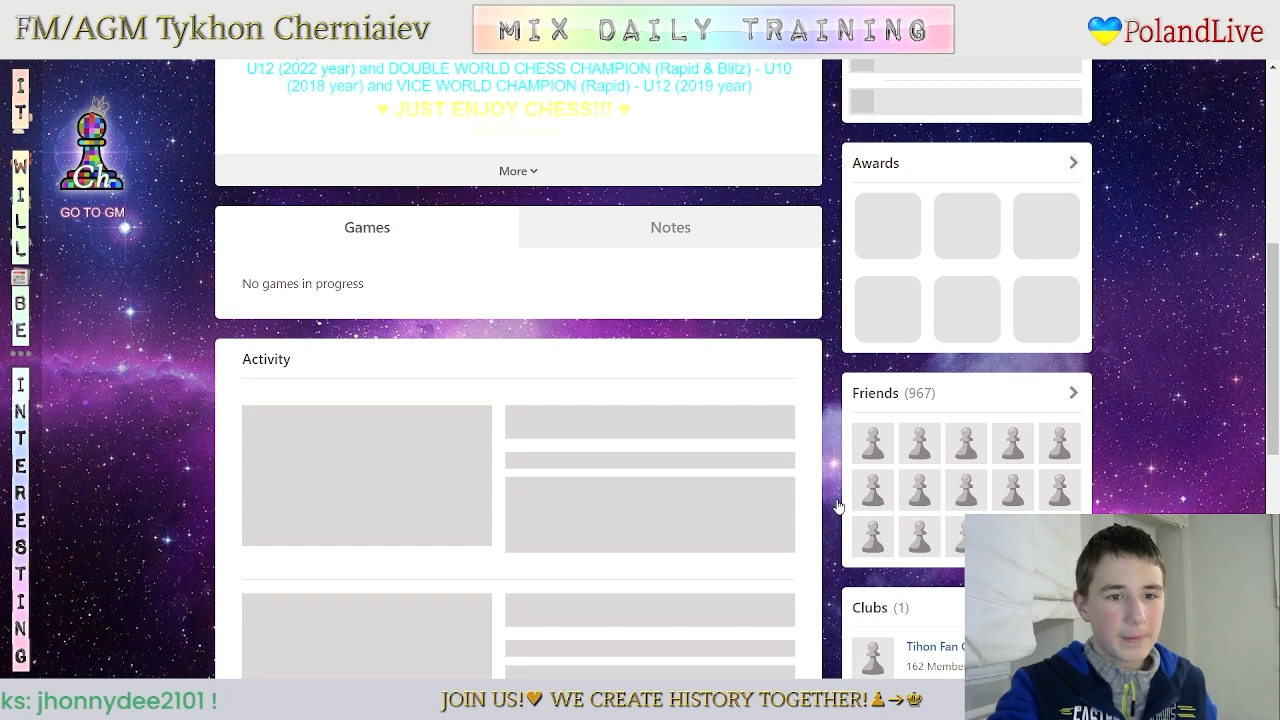 FM/AGM Tykhon Cherniaiev
MIX DAILY TRAINING
PolandLive
IT WILL BE INTERESTING
Ch
GO TO GM
U12 (2022 year) and DOUBLE WORLD CHESS CHAMPION (Rapid & Blitz) - U10
(2018 year) and VICE WORLD CHAMPION (Rapid) - U12 (2019 year)
♥ JUST ENJOY CHESS!!! ♥
More
Games
Notes
No games in progress
Activity
Awards
Friends (967)
Clubs (1)
Tihon Fan
162 Membe
ks: jhonnydee2101 !
JOIN US!♥ WE CREATE HISTORY TOGETHER!♟→♚